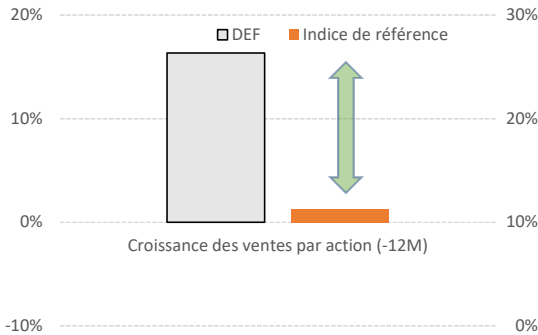 20%
30%
DEF
Indice de référence
10%
20%
0%
10%
Croissance des ventes par action (-12M)
-10%
0%